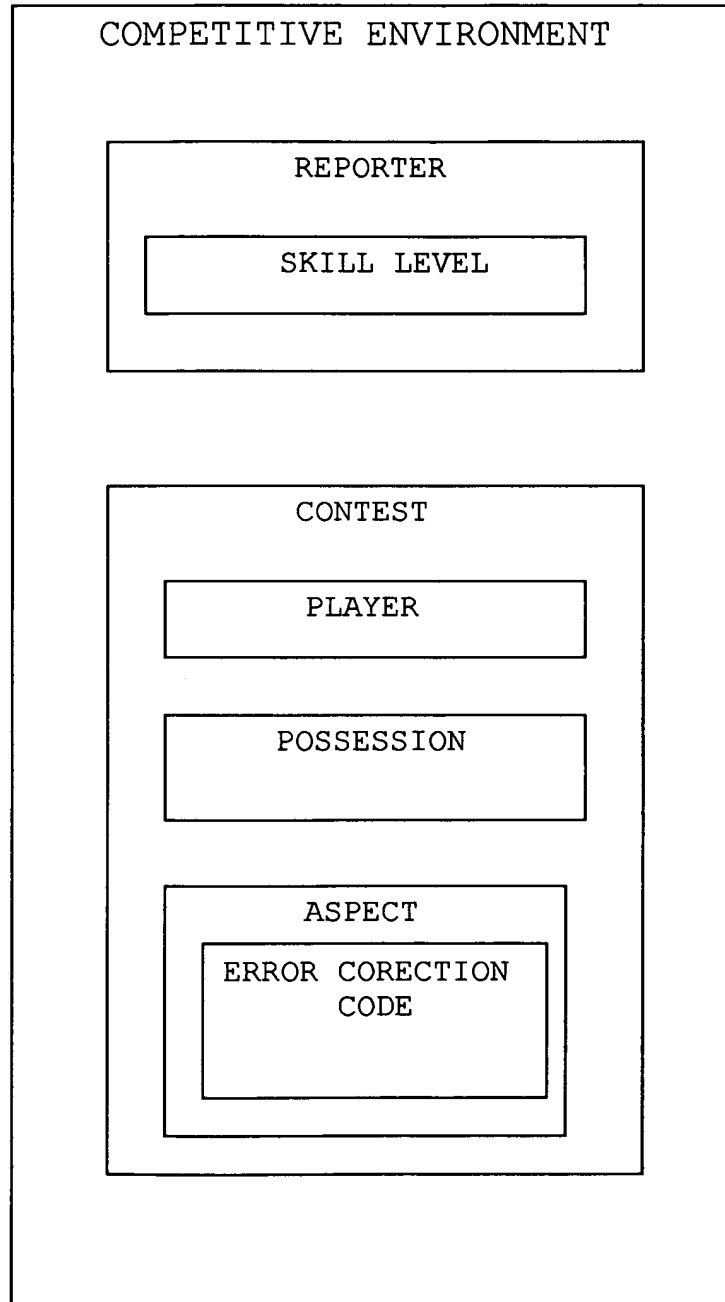 COMPETITIVE ENVIRONMENT
REPORTER
SKILL LEVEL
CONTEST
PLAYER
POSSESSION
ASPECT
ERROR CORECTION
CODE